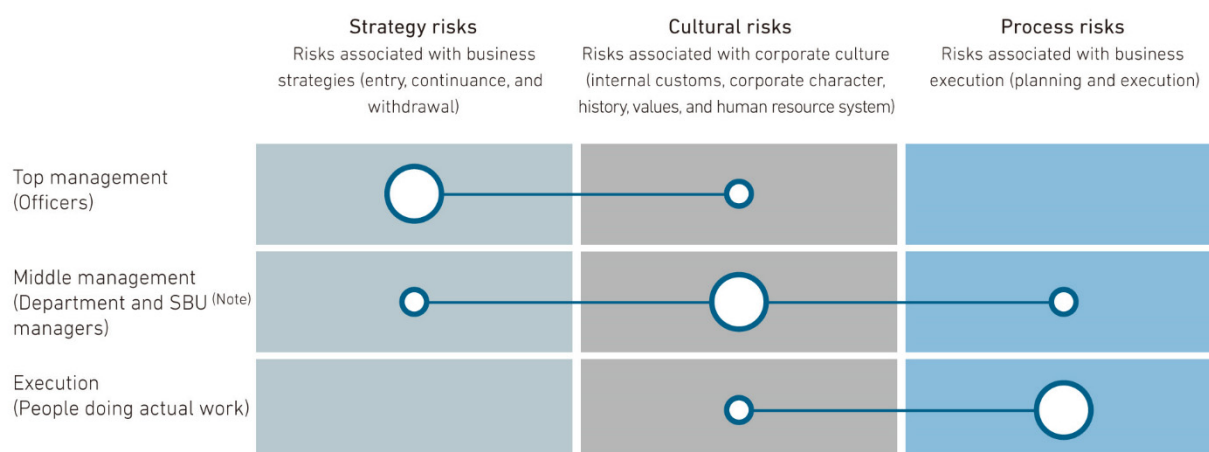 Strategy risks
Risks associated with business
strategies (entry, continuance, and
withdrawal)
Cultural risks
Risks associated with corporate culture
(internal customs, corporate character,
history, values, and human resource system)
Process risks
Risks associated with business
execution (planning and execution)
Top management
(Officers)
Middle management
(Department and SBU (Note)
managers)
Execution
(People doing actual work)